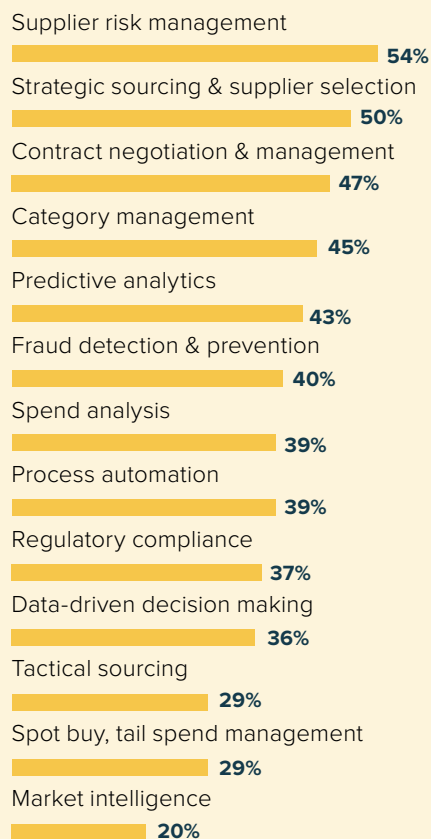 Supplier risk management
54%
Strategic sourcing & supplier selection
50%
Contract negotiation & management
47%
Category management
45%
Predictive analytics
43%
Fraud detection & prevention
40%
Spend analysis
39%
Process automation
39%
Regulatory compliance
37%
Data-driven decision making
36%
Tactical sourcing
29%
Spot buy, tail spend management
29%
Market intelligence
20%